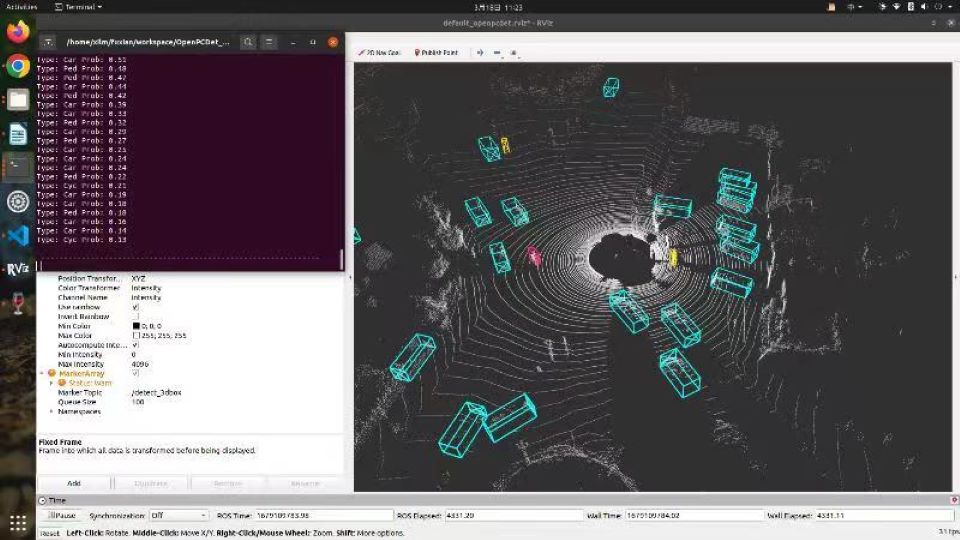 Activities
Terminal
3月18日 11:23
default_openpcdet.rviz* - RViz
/home/xllm/fuxian/workspace/OpenPCDet_...
2D Nav Goal
Publish Point
Type: Car Prob: 0.51
Type: Ped Prob: 0.48
Type: Ped Prob: 0.47
Type: Car Prob: 0.44
Type: Ped Prob: 0.42
Type: Car Prob: 0.39
Type: Car Prob: 0.33
Type: Ped Prob: 0.32
Type: Car Prob: 0.29
Type: Ped Prob: 0.27
Type: Car Prob: 0.25
Type: Car Prob: 0.24
Type: Car Prob: 0.24
Type: Ped Prob: 0.22
Type: Cyc Prob: 0.21
Type: Car Prob: 0.19
Type: Car Prob: 0.18
Type: Ped Prob: 0.18
Type: Car Prob: 0.16
Type: Car Prob: 0.14
Type: Cyc Prob: 0.13
RViz
Position Transfor... XYZ
Color Transformer Intensity
Channel Name intensity
Use rainbow
Invert Rainbow
Min Color 0; 0; 0
Max Color 255; 255; 255
Autocompute Inte...
Min Intensity 0
Max Intensity 4096
MarkerArray
Status: Warn
Marker Topic /detect_3dbox
Queue Size 100
Namespaces
Fixed Frame
Frame into which all data is transformed before being displayed.
Add Duplicate Remove Rename
Time
Pause Synchronization: Off ROS Time: 1679109783.98 ROS Elapsed: 4331.20 Wall Time: 1679109784.02 Wall Elapsed: 4331.11
Reset Left-Click: Rotate. Middle-Click: Move X/Y. Right-Click/Mouse Wheel: Zoom. Shift: More options. 31 fps